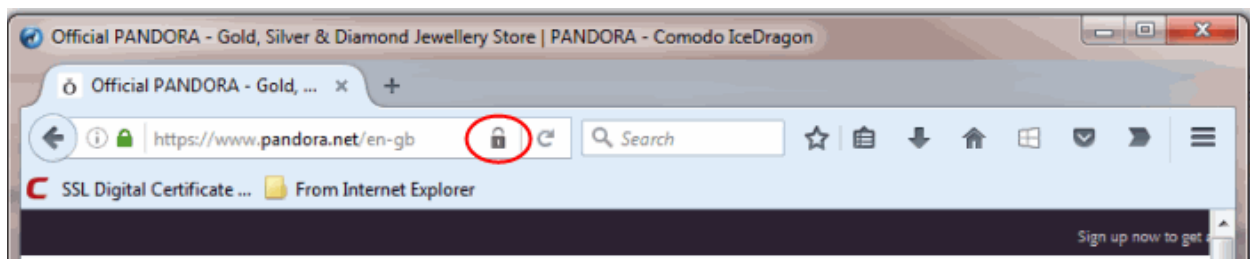 Official PANDORA - Gold, Silver & Diamond Jewellery Store | PANDORA - Comodo IceDragon
Official PANDORA - Gold, ...
https://www.pandora.net/en-gb
Search
SSL Digital Certificate ...
From Internet Explorer
Sign up now to get